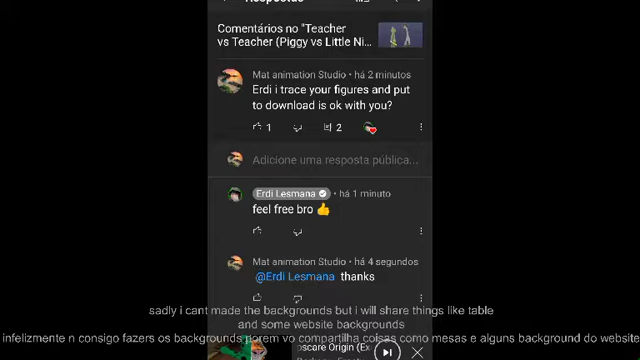 Respostas
Comentários no "Teacher
vs Teacher (Piggy vs Little Ni...
Mat animation Studio • há 2 minutos
Erdi i trace your figures and put
to download is ok with you?
1
2
Adicione uma resposta pública...
Erdi Lesmana • há 1 minuto
feel free bro 👍
Mat animation Studio • há 4 segundos
@Erdi Lesmana thanks
sadly i cant made the backgrounds but i will share things like table
and some website backgrounds
infelizmente n consigo fazers os backgrounds porem vo compartilha coisas como mesas e alguns background do website
oscare Origin (Ex